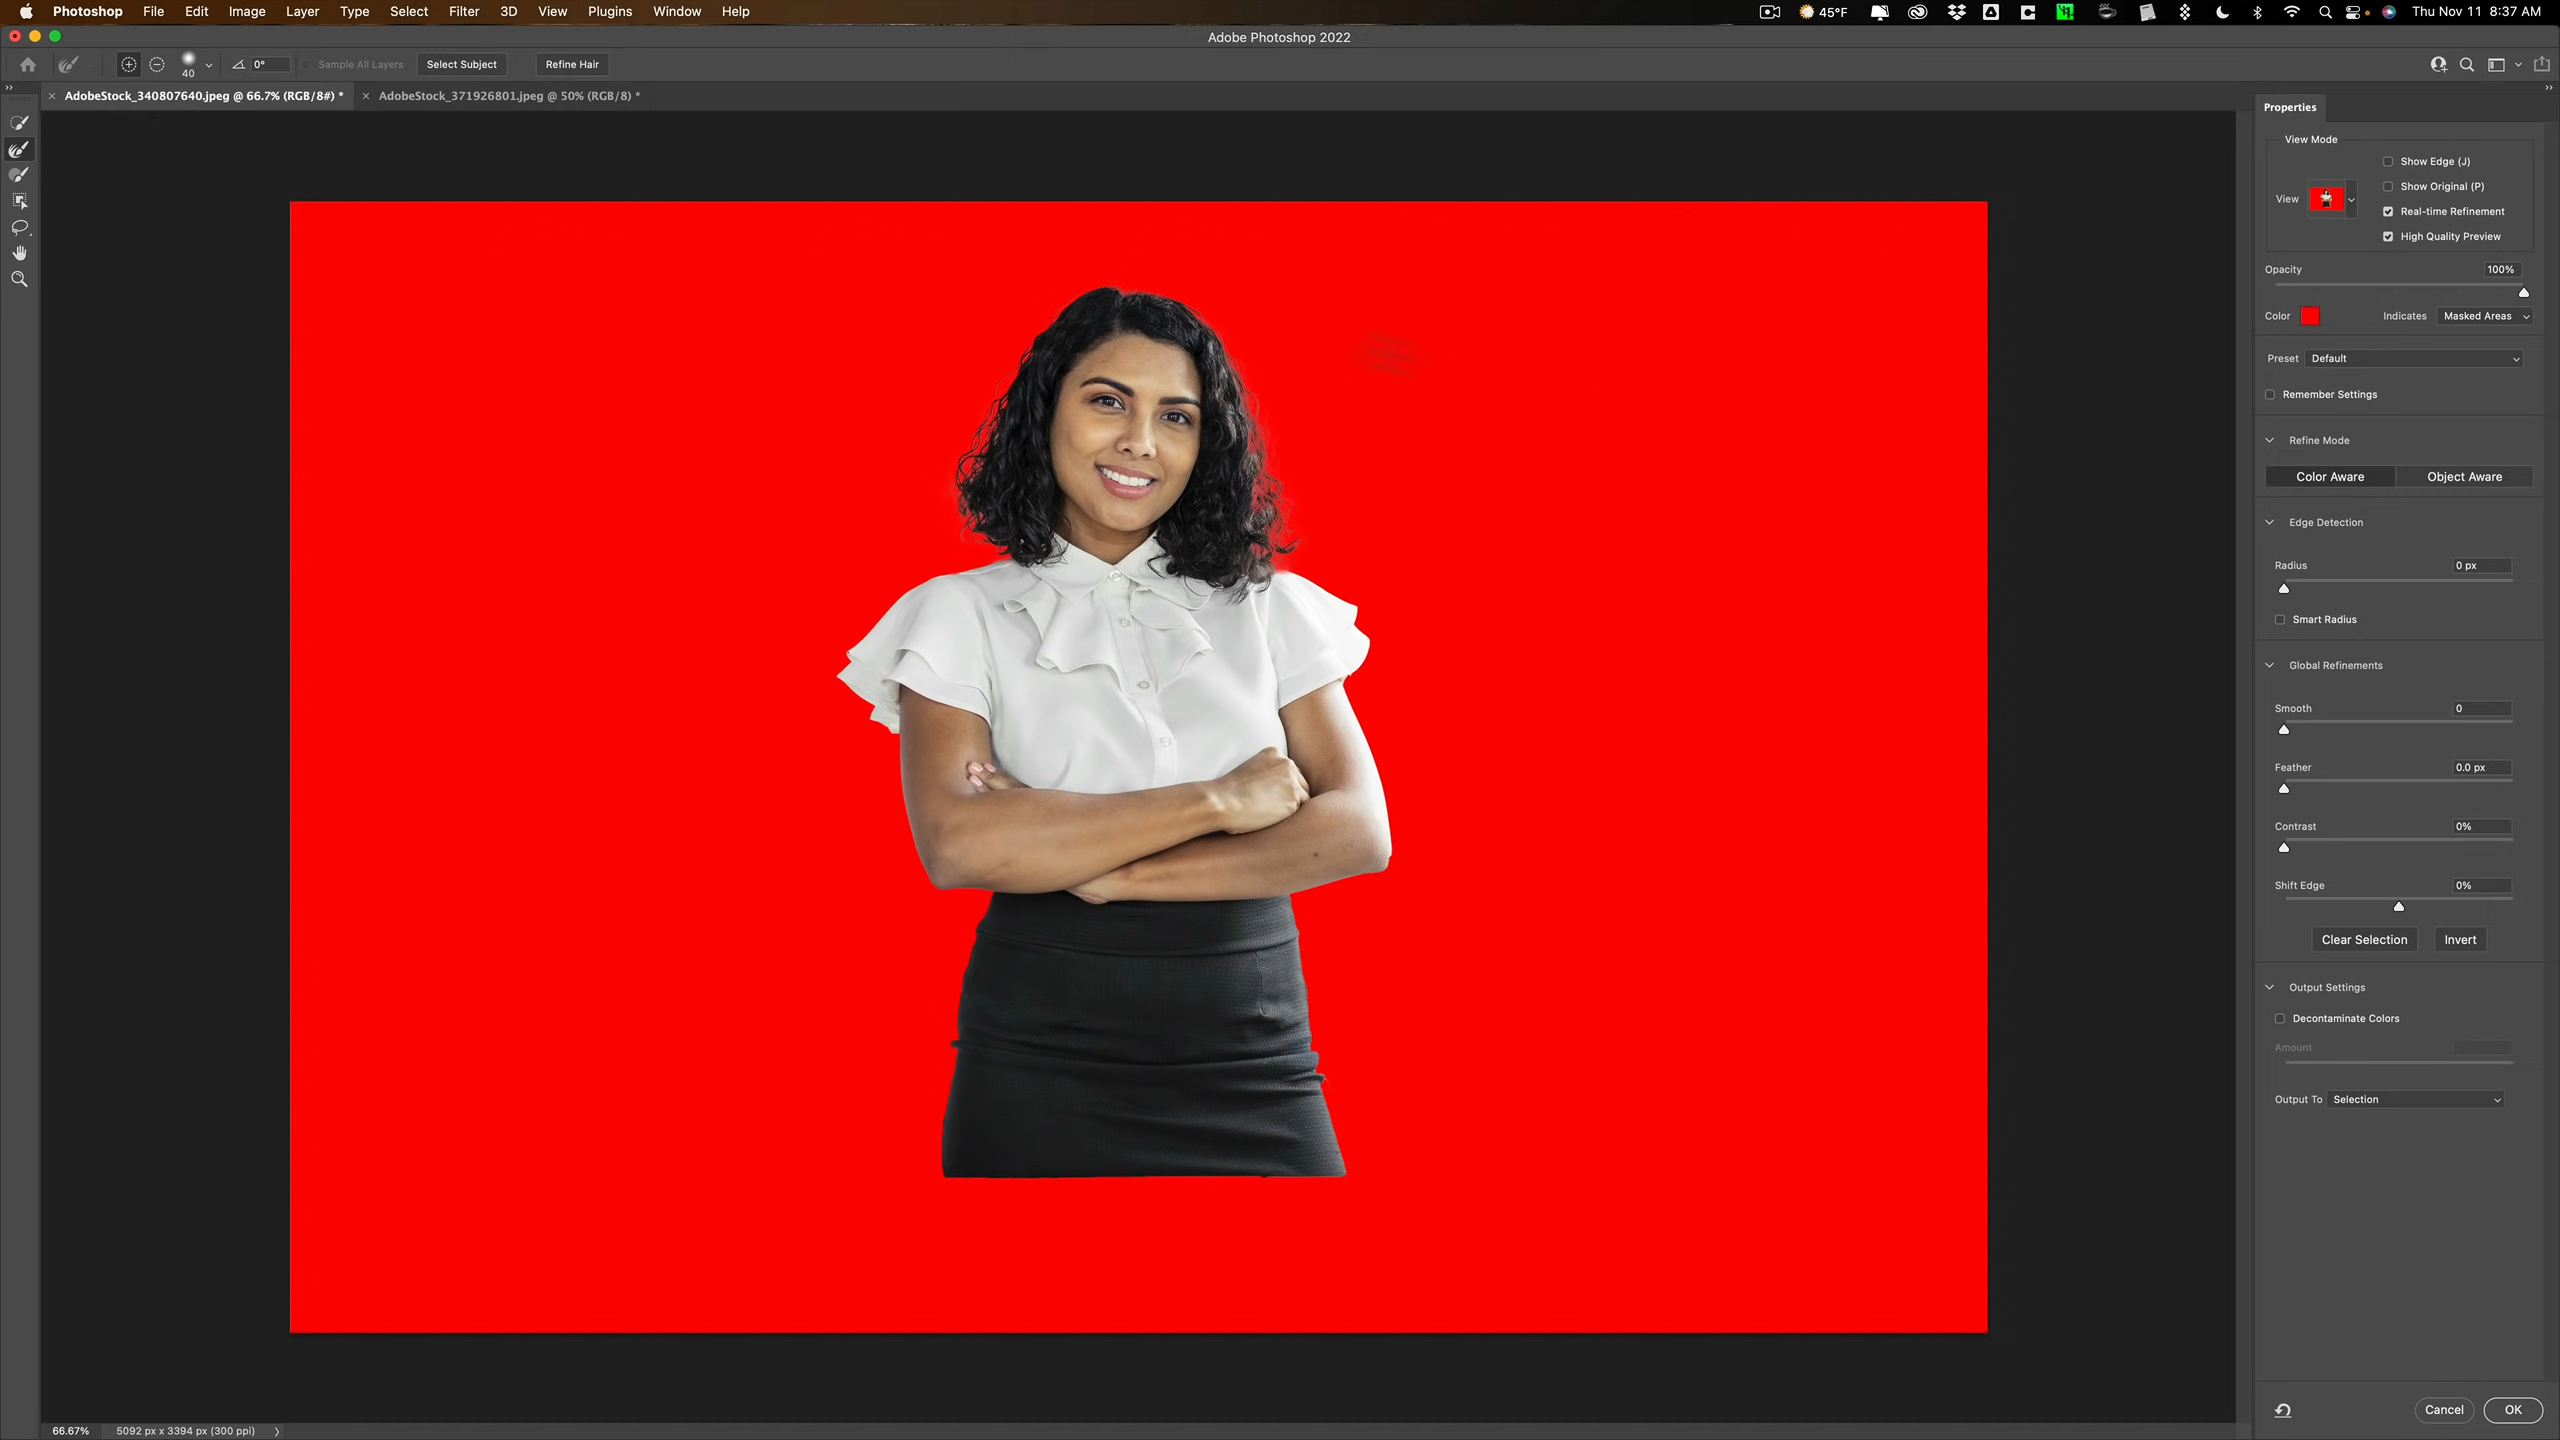 Photoshop File Edit Image Layer Type Select Filter 3D View Plugins Window Help 45°F Thu Nov 11 8:37 AM
Adobe Photoshop 2022
40 0° Sample All Layers Select Subject Refine Hair
AdobeStock_340807640.jpeg @ 66.7% (RGB/8#) * AdobeStock_371926801.jpeg @ 50% (RGB/8) *
Properties
View Mode
Show Edge (J)
Show Original (P)
View
Real-time Refinement
High Quality Preview
Opacity 100%
Color Indicates Masked Areas
Preset Default
Remember Settings
Refine Mode
Color Aware Object Aware
Edge Detection
Radius 0 px
Smart Radius
Global Refinements
Smooth 0
Feather 0.0 px
Contrast 0%
Shift Edge 0%
Clear Selection Invert
Output Settings
Decontaminate Colors
Amount
Output To Selection
Cancel OK
66.67% 5092 px x 3394 px (300 ppi)